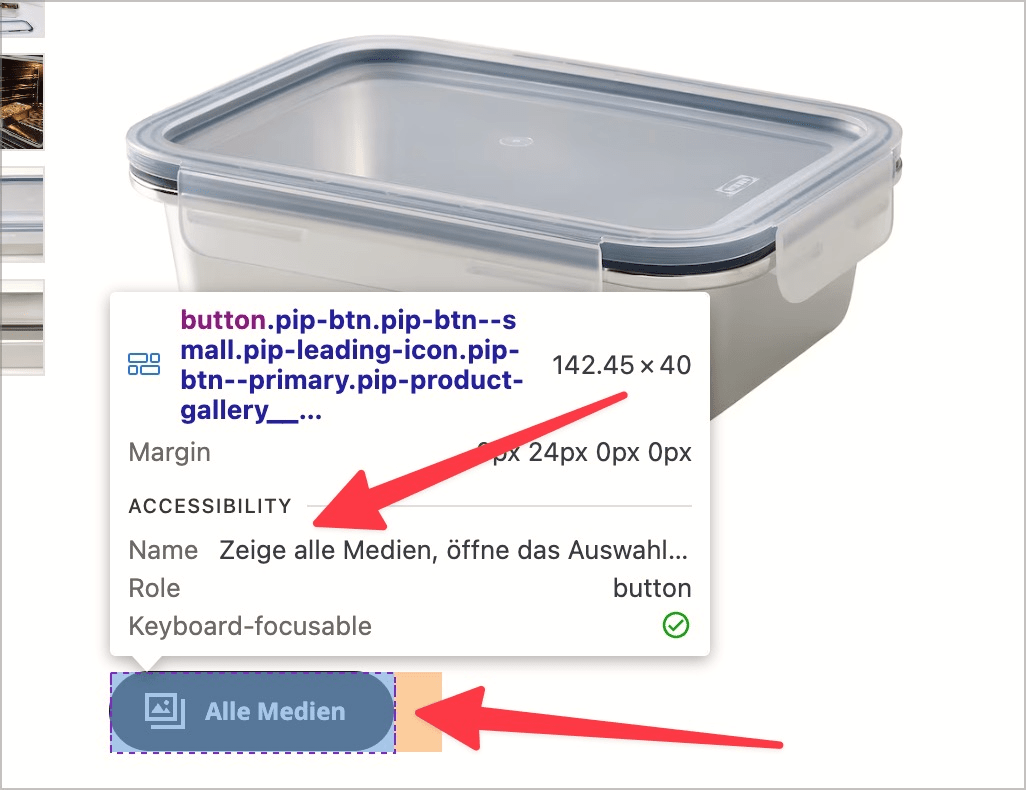 button.pip-btn.pip-btn--s
mall.pip-leading-icon.pip-
btn--primary.pip-product-
gallery__...
142.45 × 40
Margin 0px 24px 0px 0px
ACCESSIBILITY
Name Zeige alle Medien, öffne das Auswahl...
Role button
Keyboard-focusable
Alle Medien